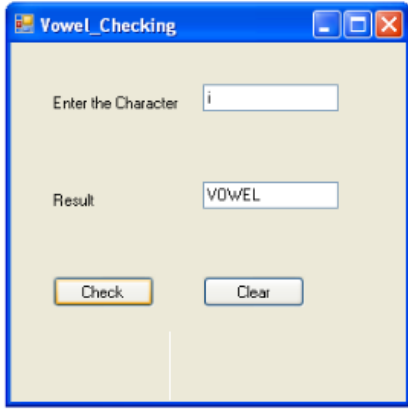 Vowel_Checking
Enter the Character i
Result VOWEL
Check Clear